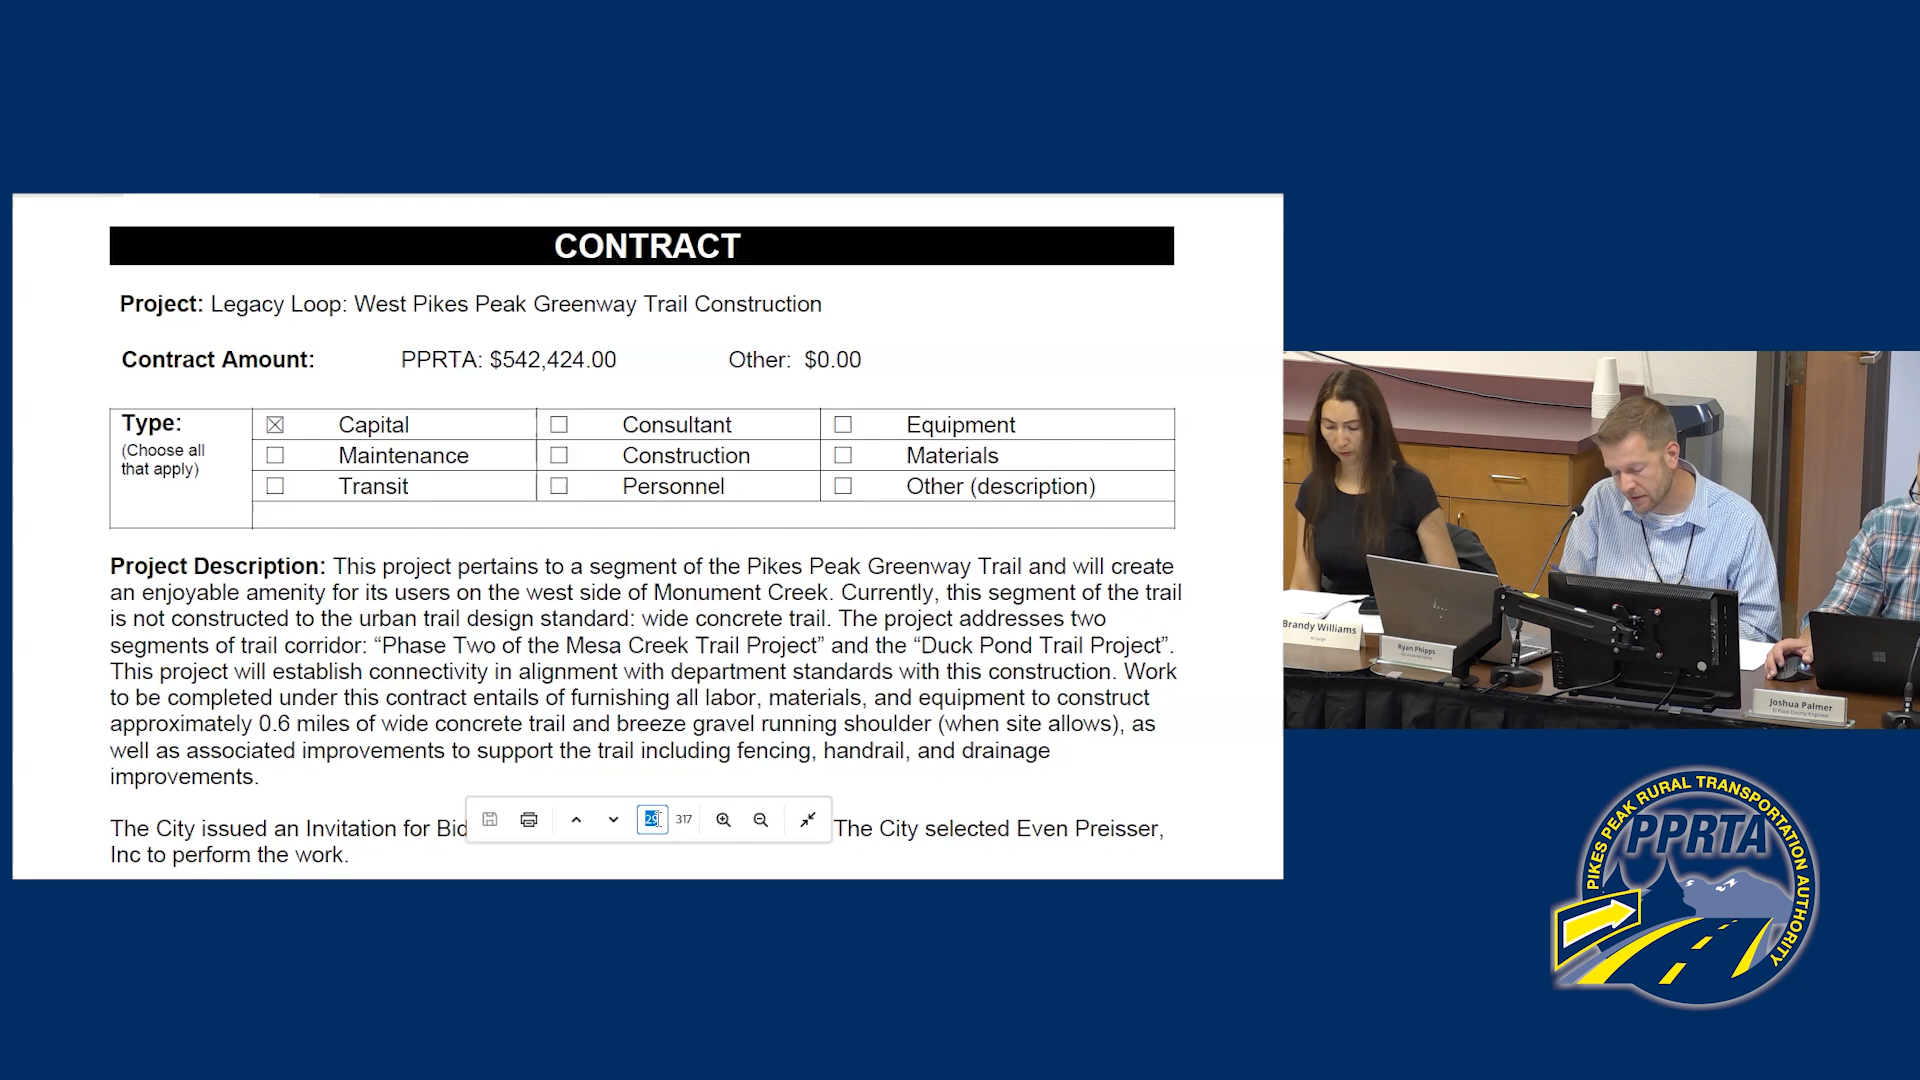 CONTRACT
Project: Legacy Loop: West Pikes Peak Greenway Trail Construction
Contract Amount: PPRTA: $542,424.00 Other: $0.00
Type: ☒ Capital ☐ Consultant ☐ Equipment
(Choose all that apply) ☐ Maintenance ☐ Construction ☐ Materials
☐ Transit ☐ Personnel ☐ Other (description)
Project Description: This project pertains to a segment of the Pikes Peak Greenway Trail and will create
an enjoyable amenity for its users on the west side of Monument Creek. Currently, this segment of the trail
is not constructed to the urban trail design standard: wide concrete trail. The project addresses two
segments of trail corridor: “Phase Two of the Mesa Creek Trail Project” and the “Duck Pond Trail Project”.
This project will establish connectivity in alignment with department standards with this construction. Work
to be completed under this contract entails of furnishing all labor, materials, and equipment to construct
approximately 0.6 miles of wide concrete trail and breeze gravel running shoulder (when site allows), as
well as associated improvements to support the trail including fencing, handrail, and drainage
improvements.
The City issued an Invitation for Bid The City selected Even Preisser,
Inc to perform the work.
317
Brandy Williams
Ryan Phipps
Joshua Palmer
El Paso County Engineer
PIKES PEAK RURAL TRANSPORTATION AUTHORITY
PPRTA